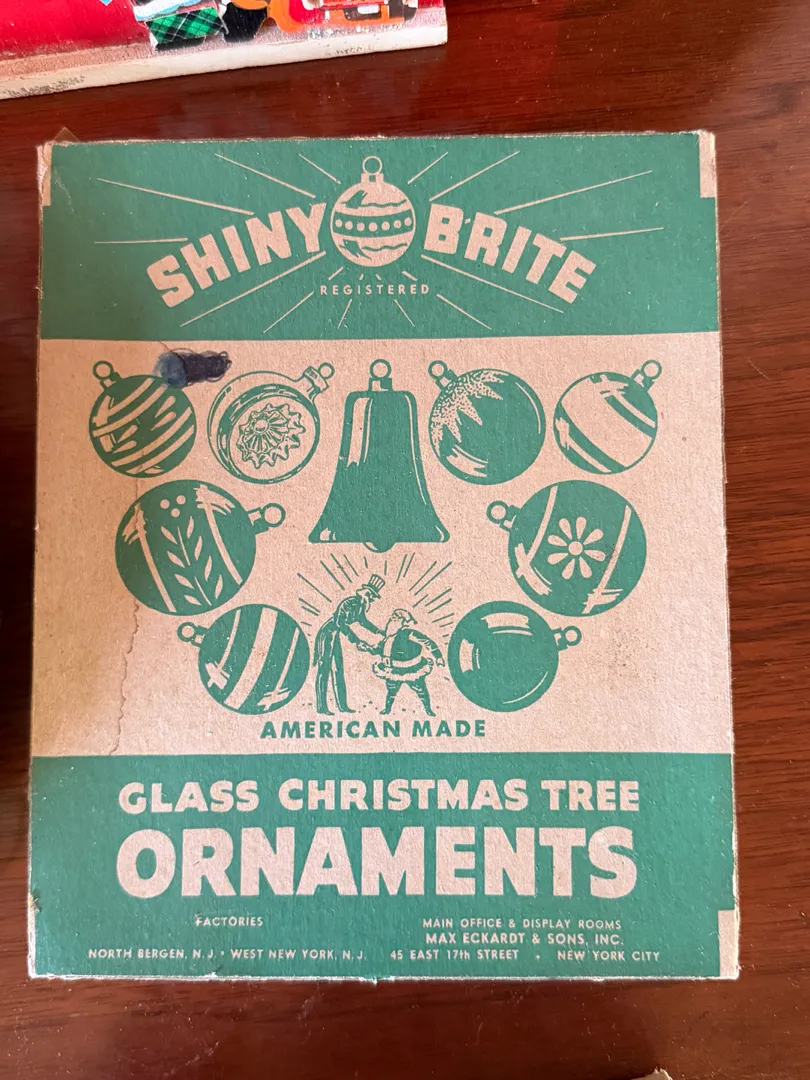 SHINY BRITE
REGISTERED
AMERICAN MADE
GLASS CHRISTMAS TREE
ORNAMENTS
FACTORIES
NORTH BERGEN, N. J. • WEST NEW YORK, N. J.
MAIN OFFICE & DISPLAY ROOMS
MAX ECKARDT & SONS, INC.
45 EAST 17th STREET • NEW YORK CITY